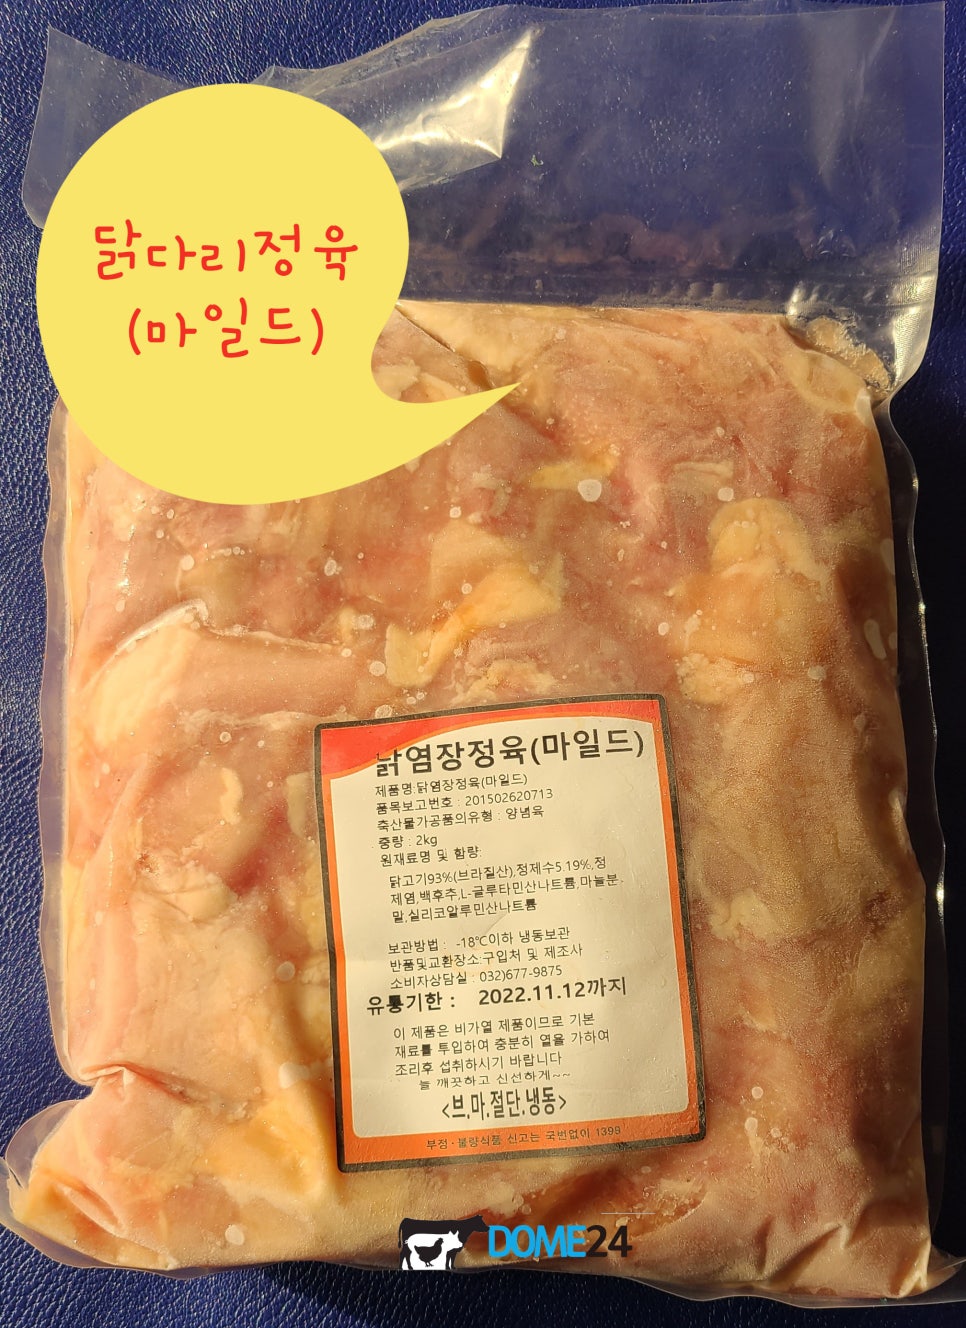 닭다리정육
(마일드)
닭염장정육(마일드)
제품명:닭염장정육(마일드)
품목보고번호 : 201502620713
축산물가공품의유형 : 양념육
중량 : 2kg
원재료명 및 함량:
닭고기93%(브라질산),정제수5.19%,정
제염,백후추,L-글루타민산나트륨,마늘분
말,실리코알루민산나트륨
보관방법 : -18℃이하 냉동보관
반품및교환장소:구입처 및 제조사
소비자상담실 : 032)677-9875
유통기한 : 2022.11.12까지
이 제품은 비가열 제품이므로 기본
재료를 투입하여 충분히 열을 가하여
조리후 섭취하시기 바랍니다
늘 깨끗하고 신선하게~~
<브,마,절단,냉동>
부정·불량식품 신고는 국번없이 1399
DOME24